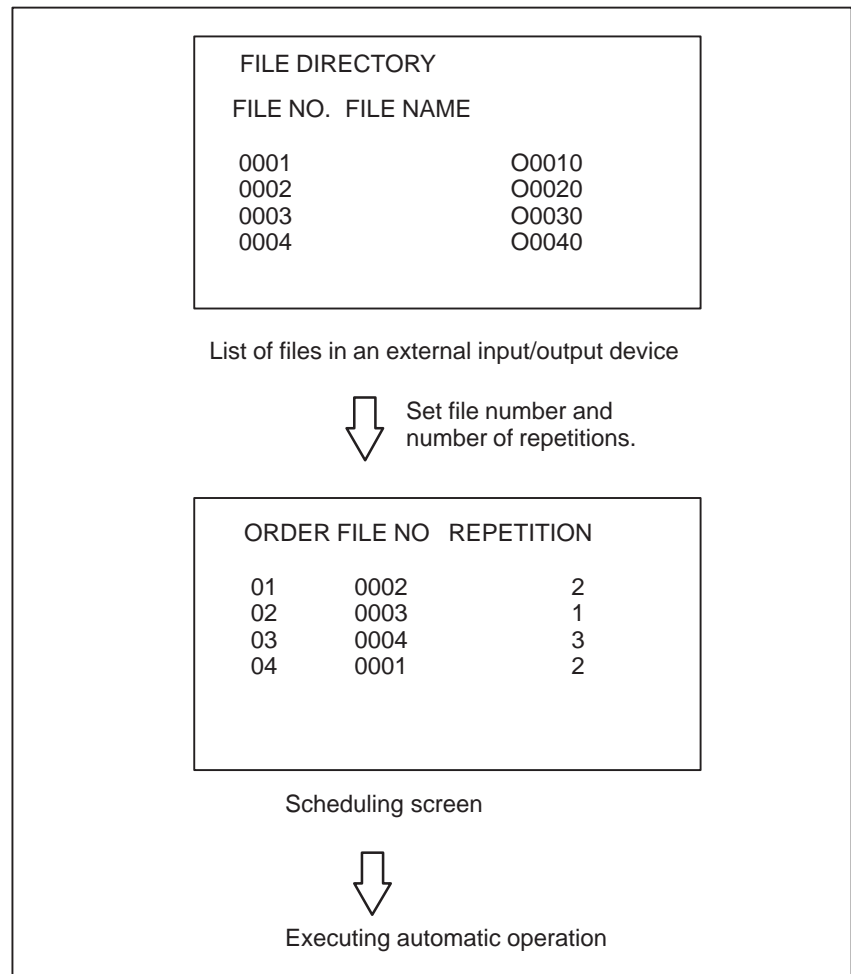 FILE DIRECTORY
FILE NO. FILE NAME
0001 O0010
0002 O0020
0003 O0030
0004 O0040
List of files in an external input/output device
Set file number and
number of repetitions.
ORDER FILE NO REPETITION
01 0002 2
02 0003 1
03 0004 3
04 0001 2
Scheduling screen
Executing automatic operation